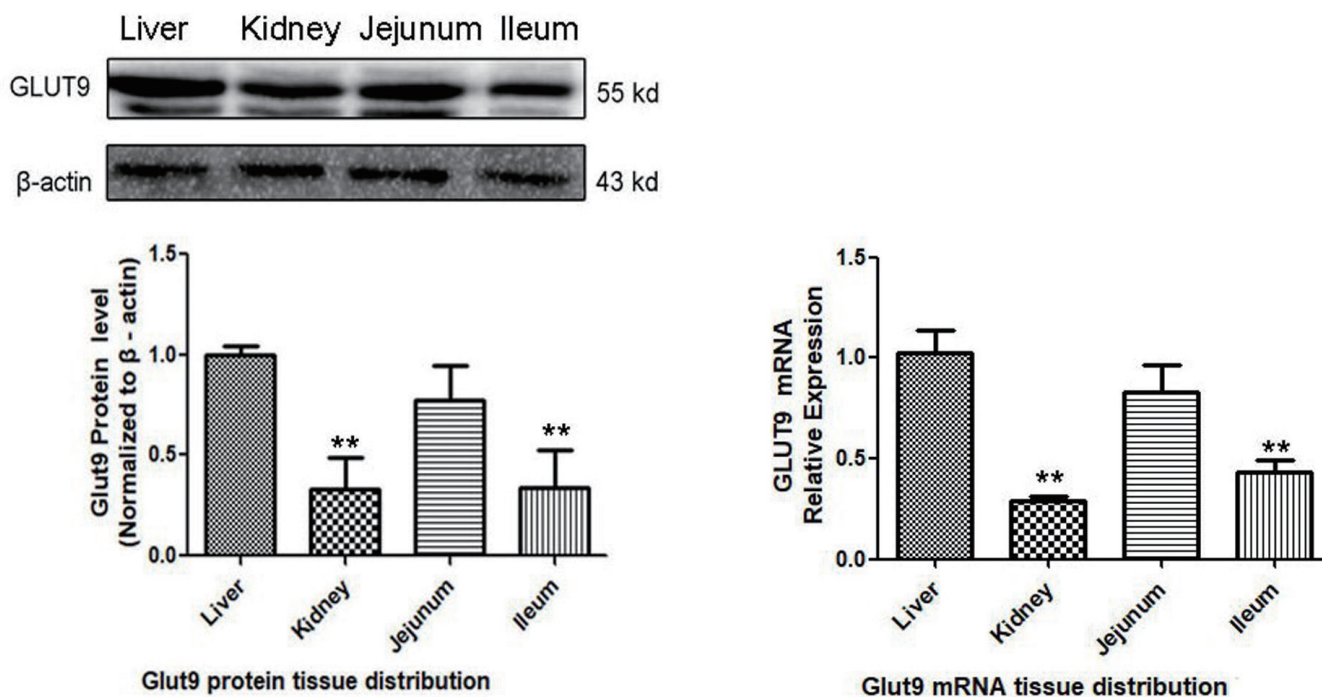 Liver Kidney Jejunum Ileum
GLUT9 55 kd
β-actin 43 kd
Glut9 Protein level
(Normalized to β - actin)
1.5
1.0
0.5
0.0
** **
Liver Kidney Jejunum Ileum
Glut9 protein tissue distribution
GLUT9 mRNA
Relative Expression
1.5
1.0
0.5
0.0
** **
Liver Kidney Jejunum Ileum
Glut9 mRNA tissue distribution